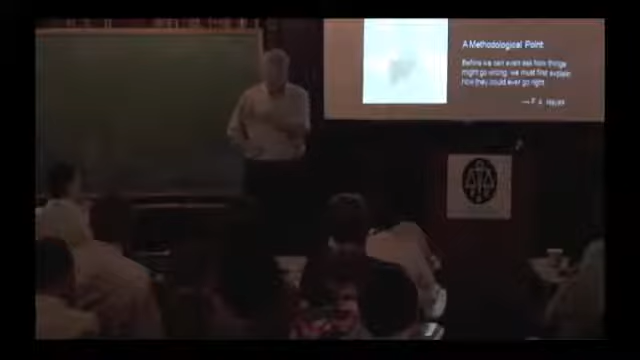 A Methodological Point
Before we can even ask how things
might go wrong, we must first explain
how they could ever go right